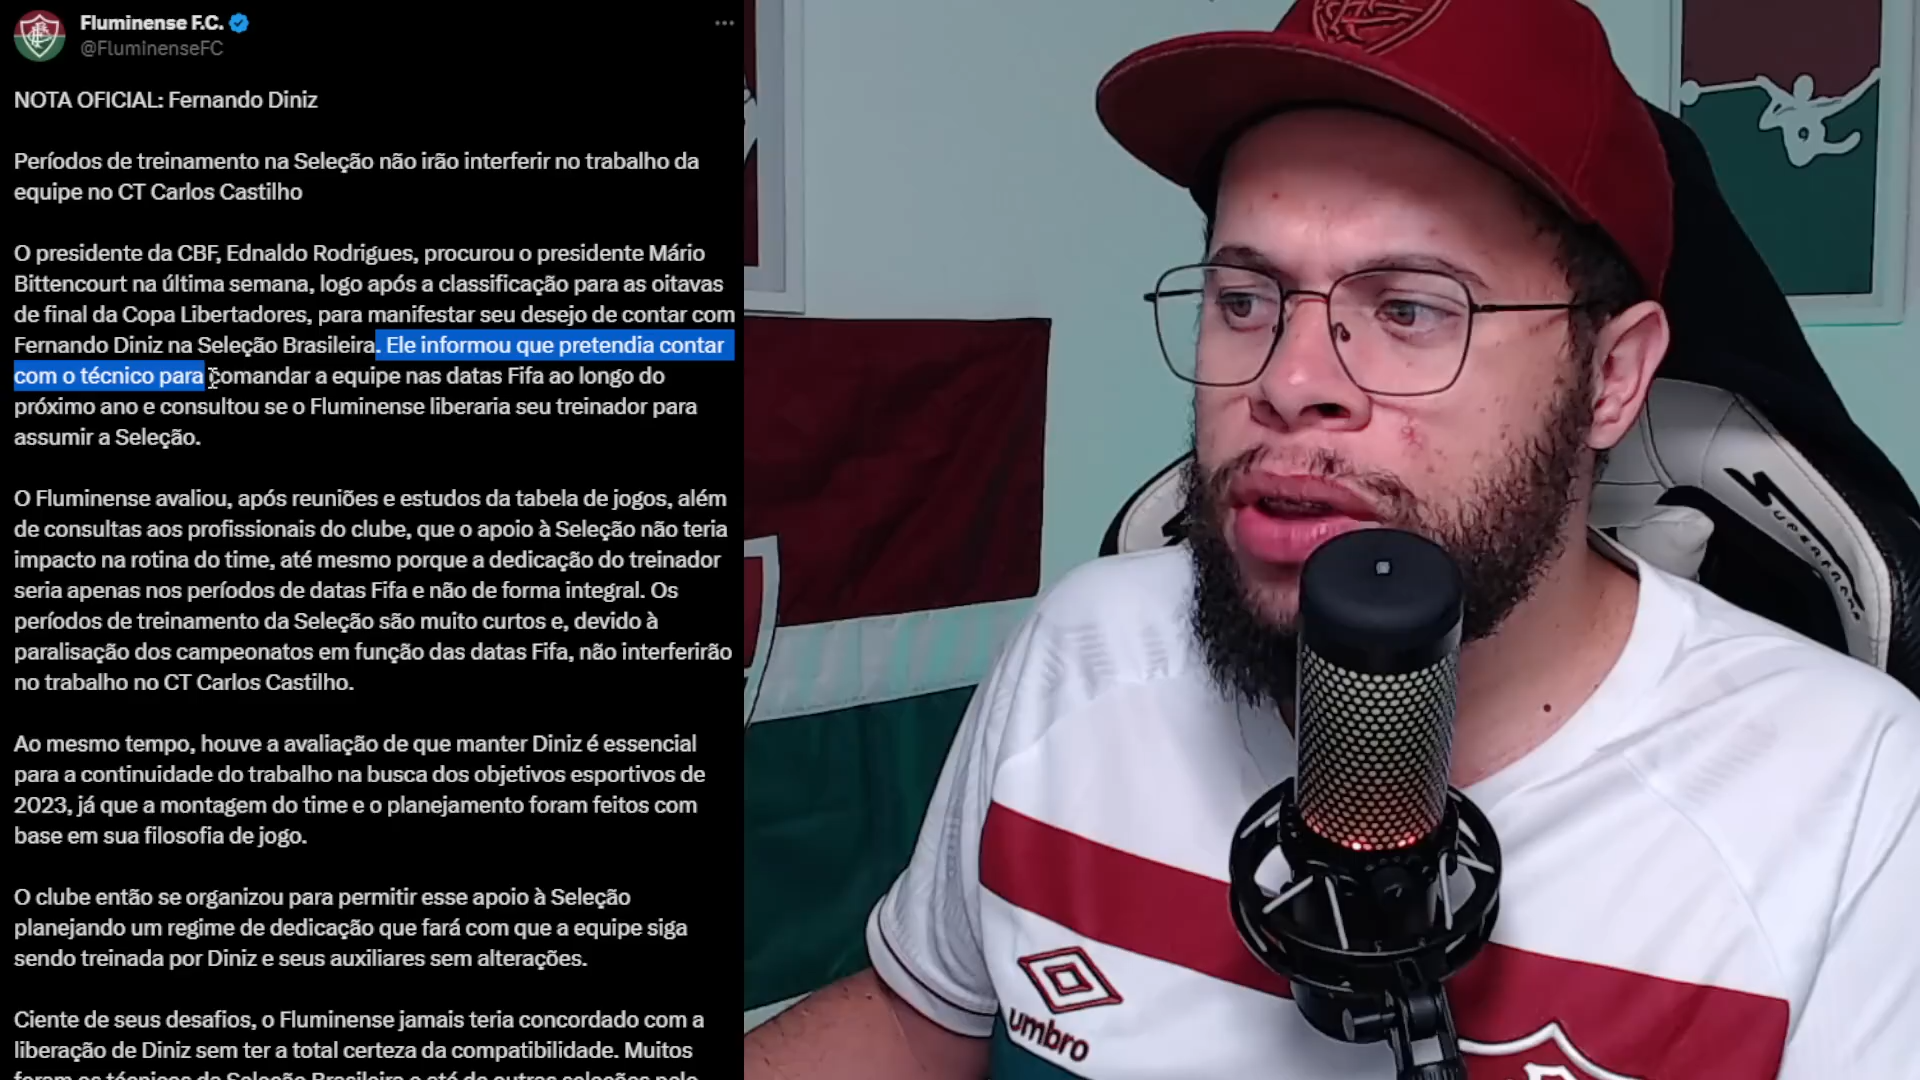 Fluminense F.C.
@FluminenseFC
NOTA OFICIAL: Fernando Diniz
Períodos de treinamento na Seleção não irão interferir no trabalho da
equipe no CT Carlos Castilho
O presidente da CBF, Ednaldo Rodrigues, procurou o presidente Mário
Bittencourt na última semana, logo após a classificação para as oitavas
de final da Copa Libertadores, para manifestar seu desejo de contar com
Fernando Diniz na Seleção Brasileira. Ele informou que pretendia contar
com o técnico para comandar a equipe nas datas Fifa ao longo do
próximo ano e consultou se o Fluminense liberaria seu treinador para
assumir a Seleção.
O Fluminense avaliou, após reuniões e estudos da tabela de jogos, além
de consultas aos profissionais do clube, que o apoio à Seleção não teria
impacto na rotina do time, até mesmo porque a dedicação do treinador
seria apenas nos períodos de datas Fifa e não de forma integral. Os
períodos de treinamento da Seleção são muito curtos e, devido à
paralisação dos campeonatos em função das datas Fifa, não interferirão
no trabalho no CT Carlos Castilho.
Ao mesmo tempo, houve a avaliação de que manter Diniz é essencial
para a continuidade do trabalho na busca dos objetivos esportivos de
2023, já que a montagem do time e o planejamento foram feitos com
base em sua filosofia de jogo.
O clube então se organizou para permitir esse apoio à Seleção
planejando um regime de dedicação que fará com que a equipe siga
sendo treinada por Diniz e seus auxiliares sem alterações.
Ciente de seus desafios, o Fluminense jamais teria concordado com a
liberação de Diniz sem ter a total certeza da compatibilidade. Muitos
foram os técnicos da Seleção Brasileira e até de outras seleções pelo
umbro